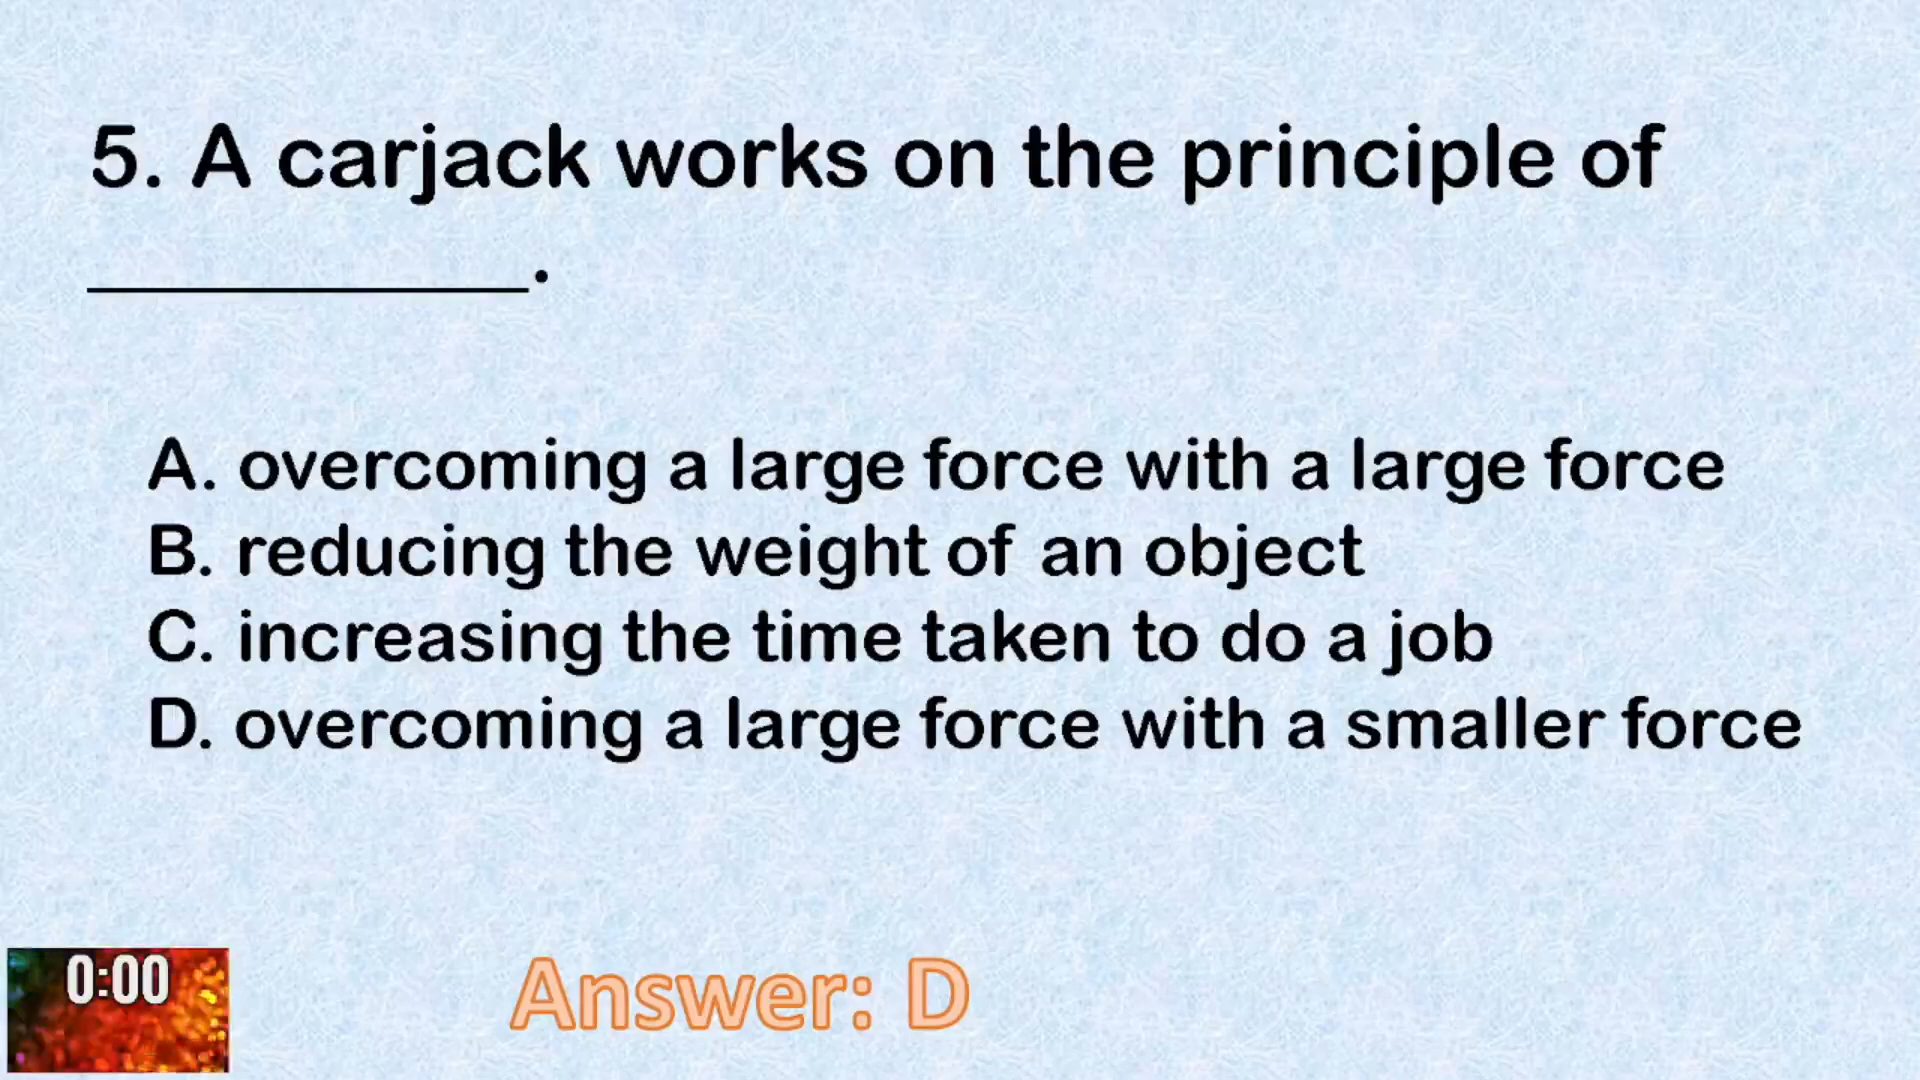 5. A carjack works on the principle of
____________.
A. overcoming a large force with a large force
B. reducing the weight of an object
C. increasing the time taken to do a job
D. overcoming a large force with a smaller force
0:00
Answer: D